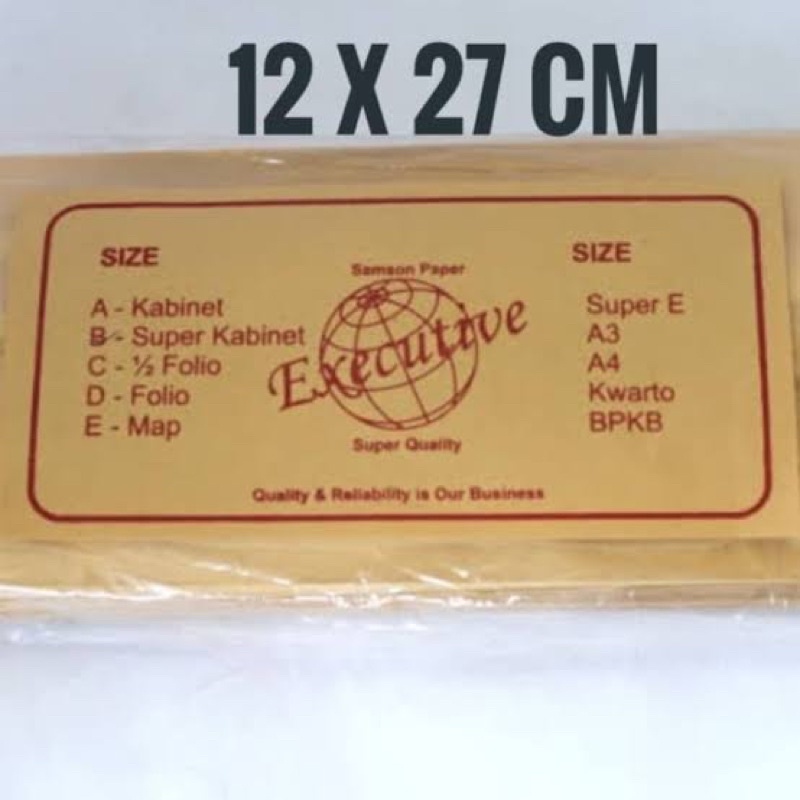 12 X 27 CM
SIZE
A - Kabinet
B - Super Kabinet
C - ½ Folio
D - Folio
E - Map
Samson Paper
Executive
Super Quality
SIZE
Super E
A3
A4
Kwarto
BPKB
Quality & Reliability is Our Business